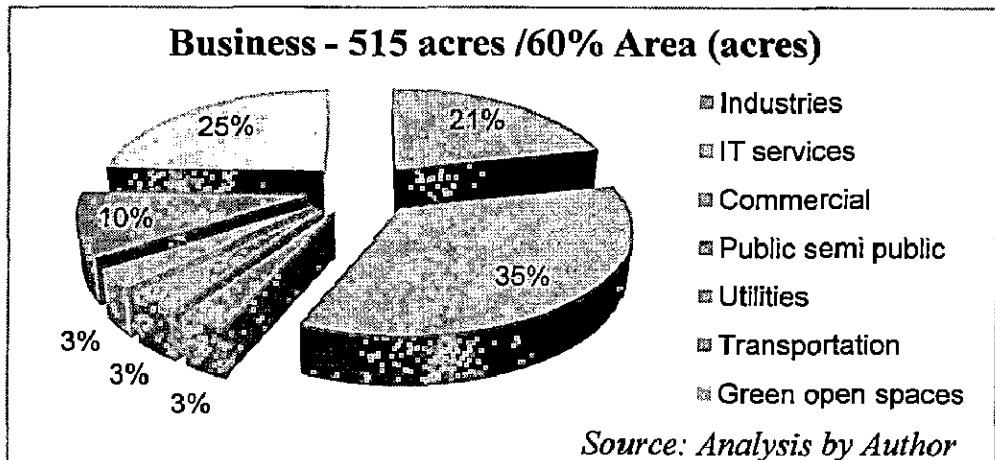 Business - 515 acres /60% Area (acres)
25%
21%
10%
35%
3%
3%
3%
Industries
IT services
Commercial
Public semi public
Utilities
Transportation
Green open spaces
Source: Analysis by Author